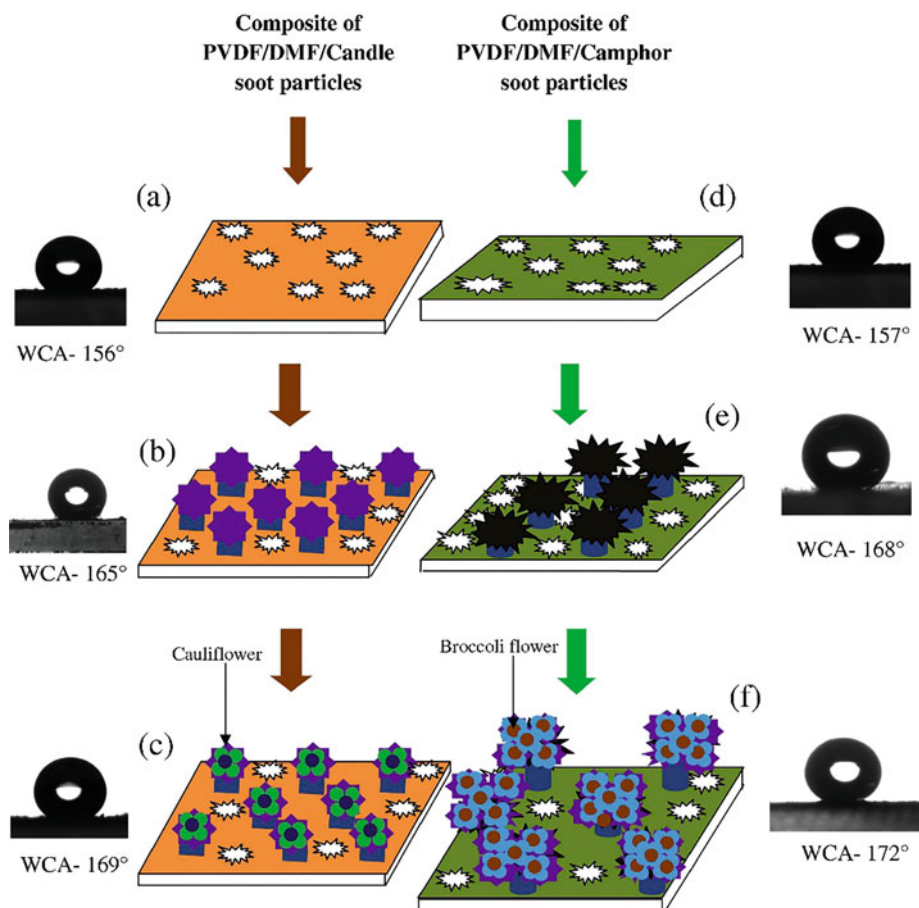 Composite of
PVDF/DMF/Candle
soot particles
Composite of
PVDF/DMF/Camphor
soot particles
(a)
(d)
WCA- 156°
WCA- 157°
(b)
(e)
WCA- 165°
WCA- 168°
Cauliflower
Broccoli flower
(c)
(f)
WCA- 169°
WCA- 172°